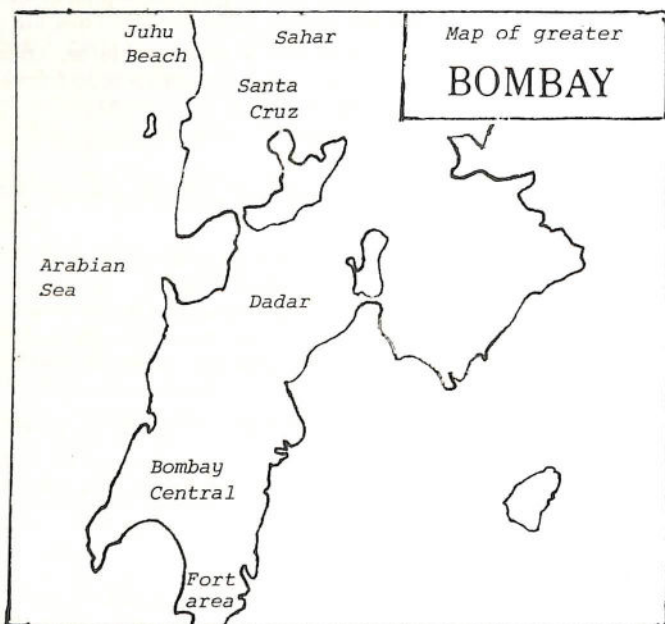 Juhu
Beach
Sahar
Map of greater
BOMBAY
Santa
Cruz
Arabian
Sea
Dadar
Bombay
Central
Fort
area